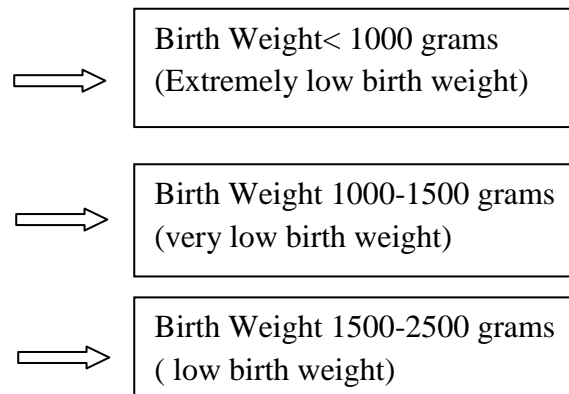 Birth Weight< 1000 grams
(Extremely low birth weight)
Birth Weight 1000-1500 grams
(very low birth weight)
Birth Weight 1500-2500 grams
( low birth weight)